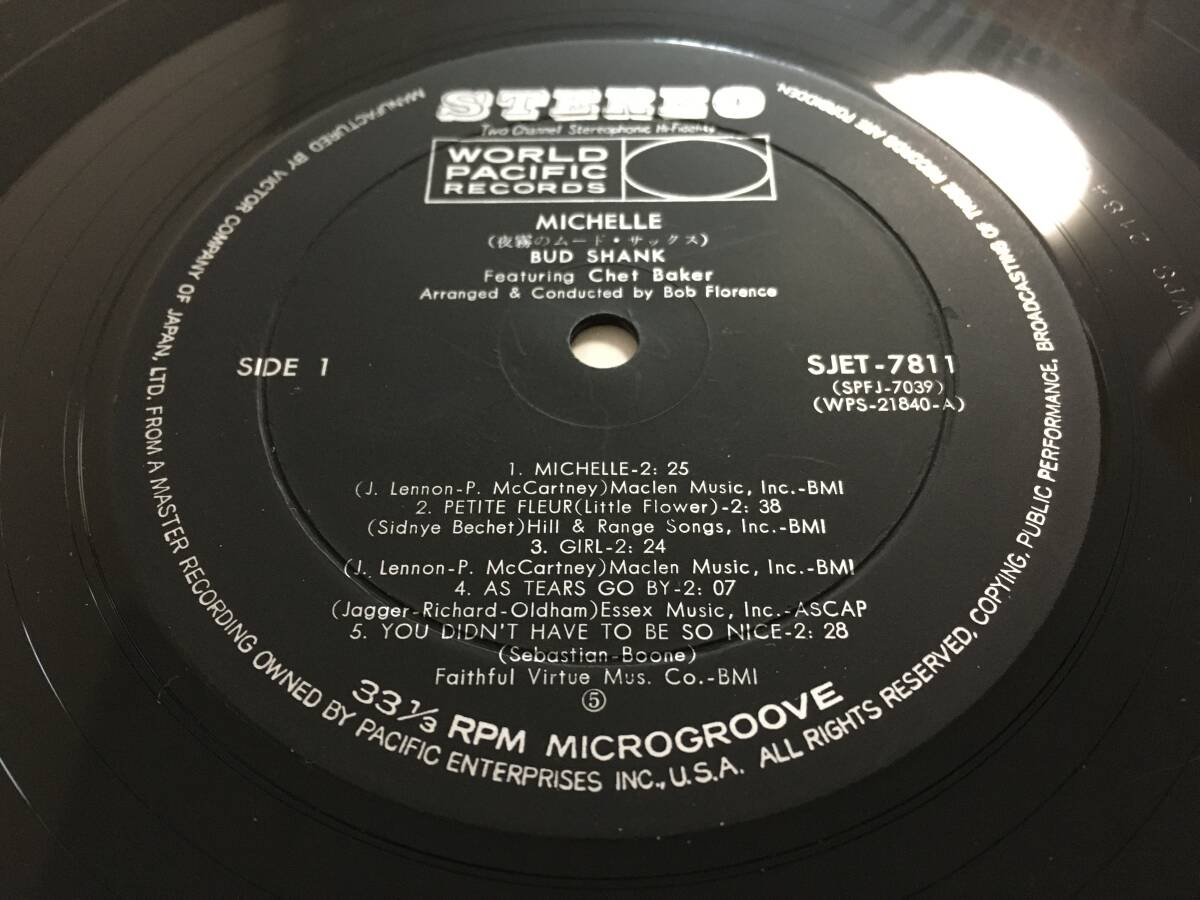 STEREO
Two Channel Stereophonic Hi-Fidelity
WORLD
PACIFIC
RECORDS
MICHELLE
(夜霧のムード・サックス)
BUD SHANK
Featuring Chet Baker
Arranged & Conducted by Bob Florence
SIDE 1
SJET-7811
(SPFJ-7039)
(WPS-21840-A)
1. MICHELLE-2: 25
(J. Lennon-P. McCartney)Maclen Music, Inc.-BMI
2. PETITE FLEUR(Little Flower)-2: 38
(Sidnye Bechet)Hill & Range Songs, Inc.-BMI
3. GIRL-2: 24
(J. Lennon-P. McCartney)Maclen Music, Inc.-BMI
4. AS TEARS GO BY-2: 07
(Jagger-Richard-Oldham)Essex Music, Inc.-ASCAP
5. YOU DIDN'T HAVE TO BE SO NICE-2: 28
(Sebastian-Boone)
Faithful Virtue Mus. Co.-BMI
⑤
33 1/3 RPM MICROGROOVE
MANUFACTURED BY VICTOR COMPANY OF JAPAN, LTD. FROM A MASTER RECORDING OWNED BY PACIFIC ENTERPRISES INC., U.S.A. ALL RIGHTS RESERVED, COPYING, PUBLIC PERFORMANCE, BROADCASTING OF THESE RECORDS ARE FORBIDDEN.